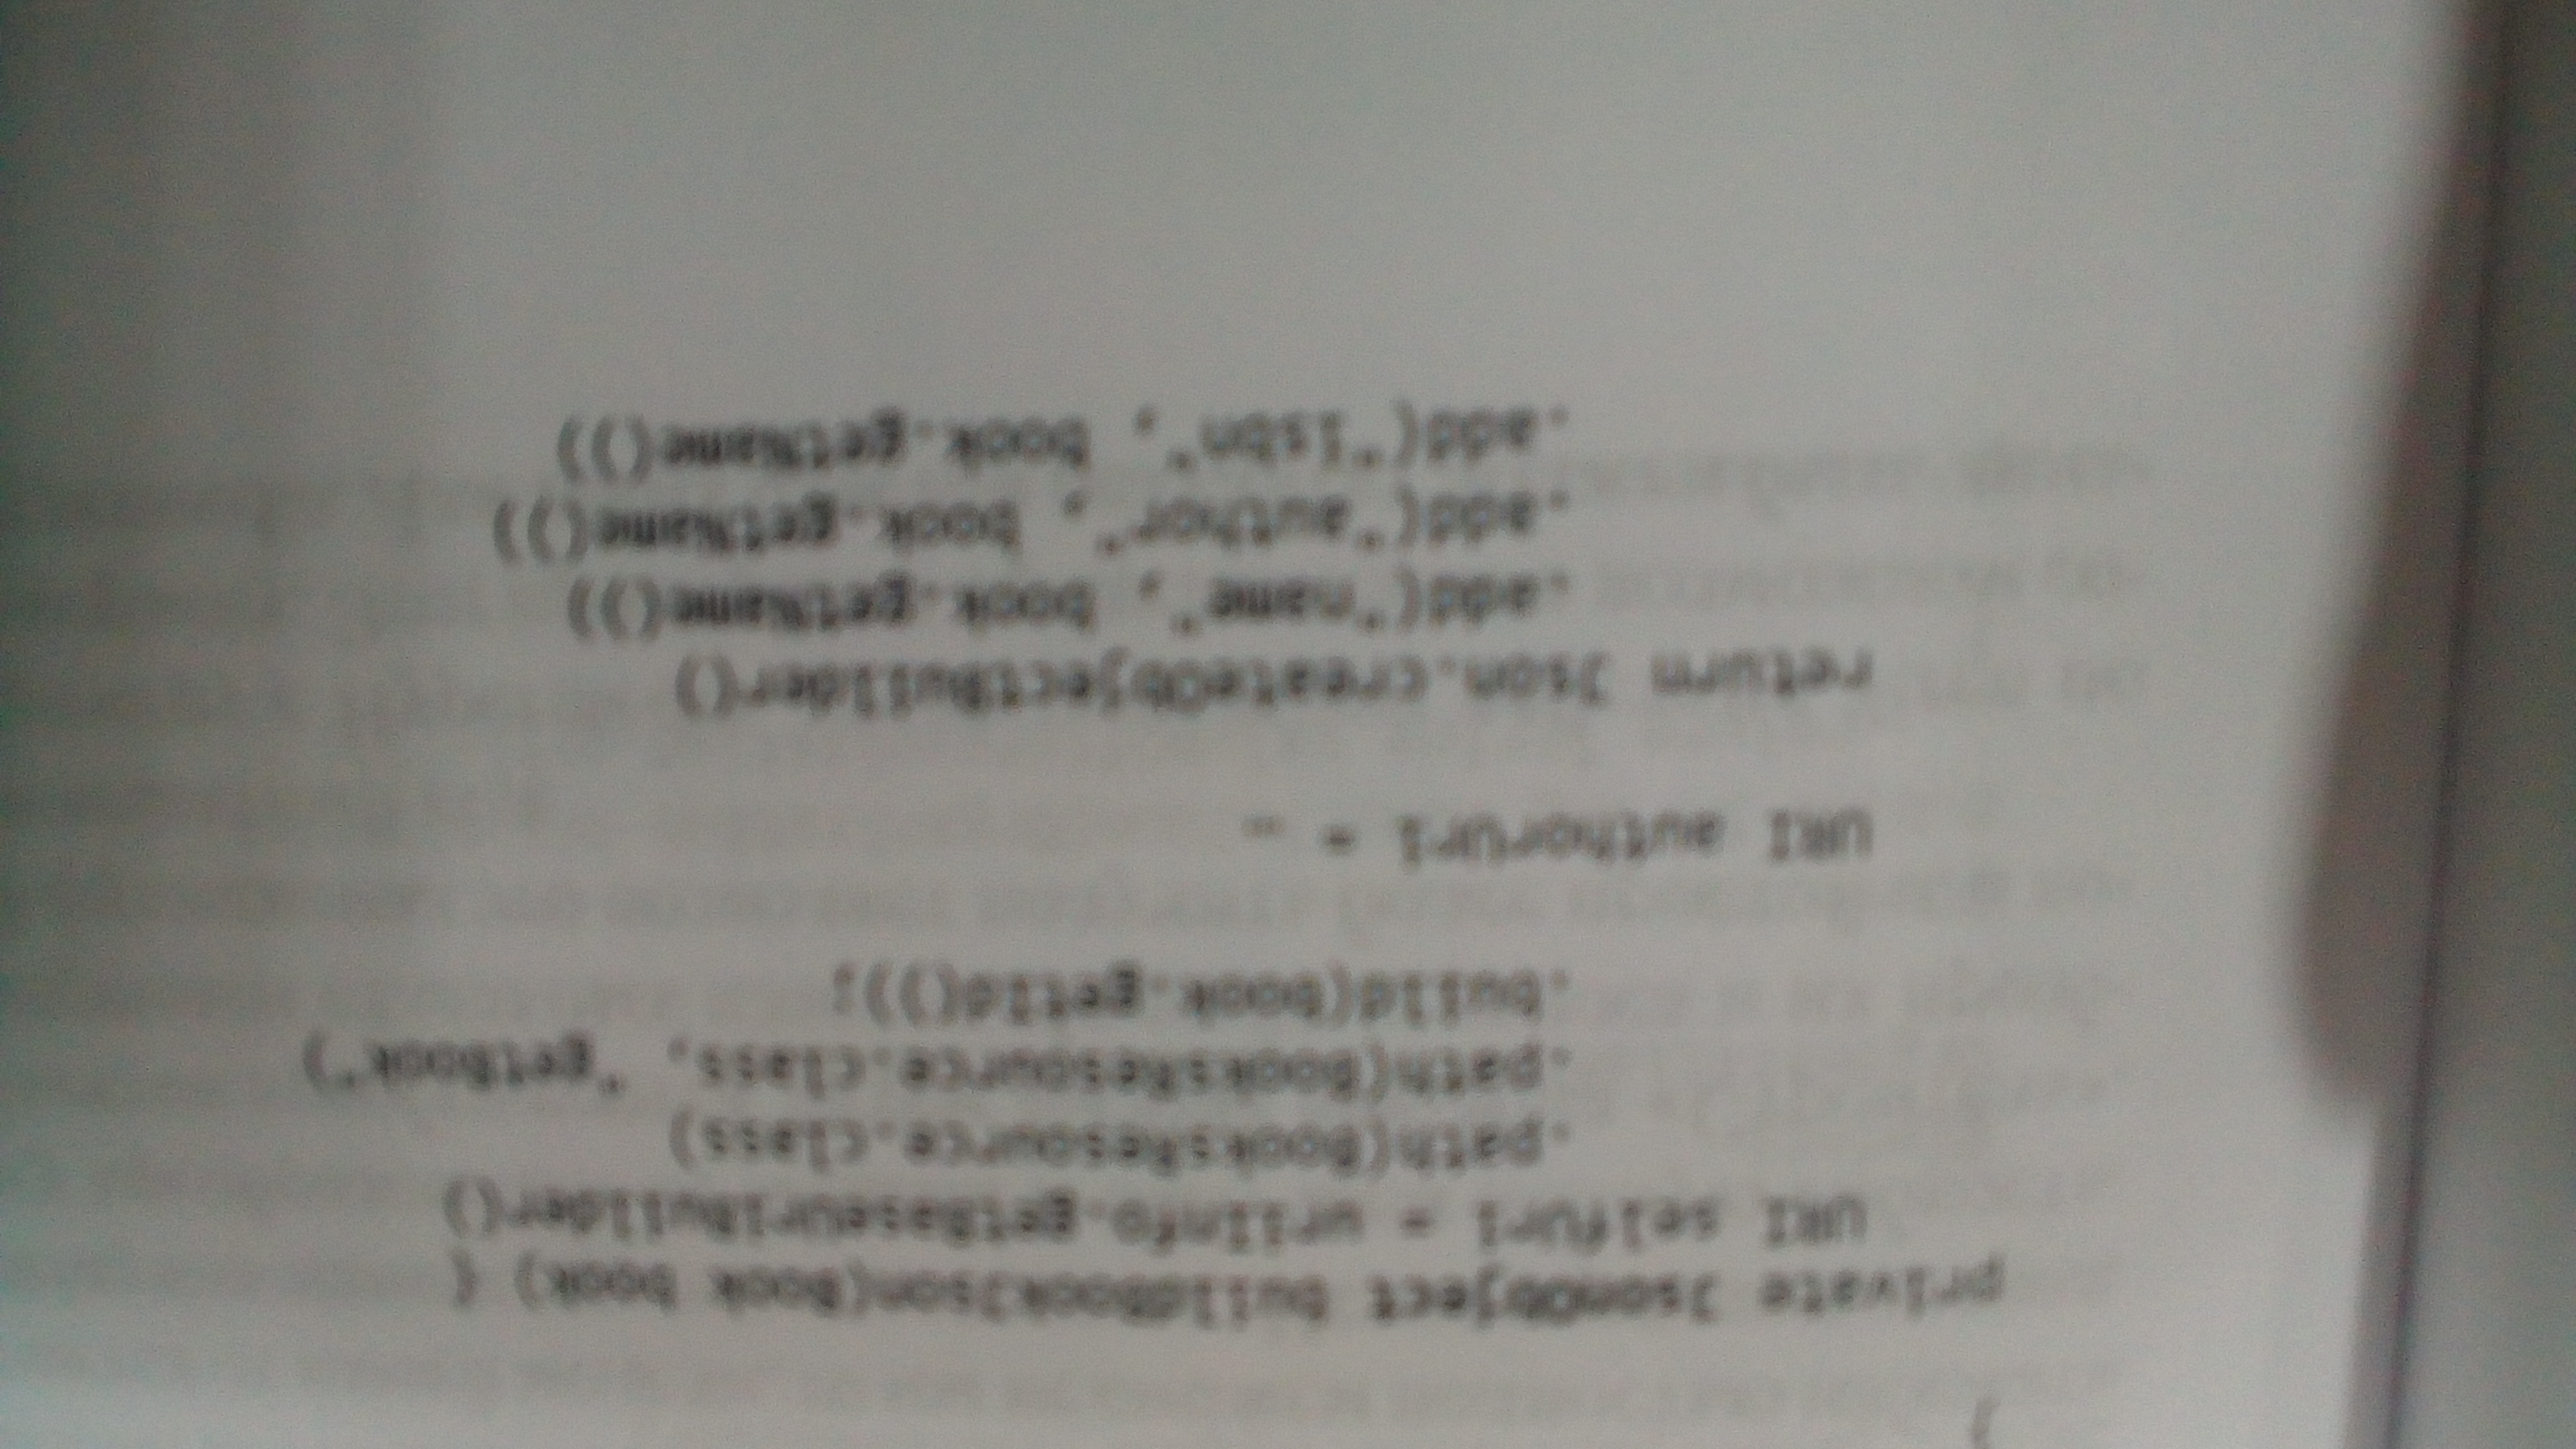 }
private JsonObject buildBookJson(Book book) {
URI selfUri = uriInfo.getBaseUriBuilder()
.path(BooksResource.class)
.path(BooksResource.class, "getBook")
.build(book.getId());
URI authorUri = …
return Json.createObjectBuilder()
.add("name", book.getName())
.add("author", book.getName())
.add("isbn", book.getName())